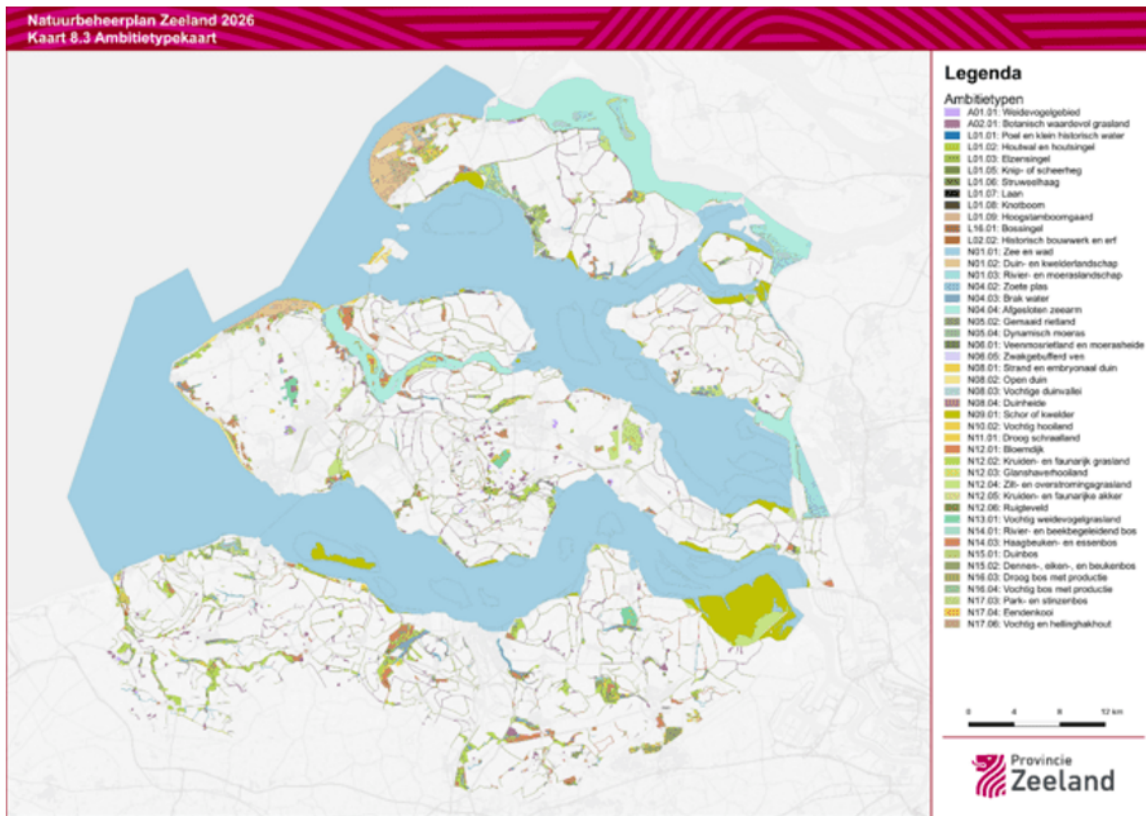 Natuurbeheerplan Zeeland 2026
Kaart 8.3 Ambitietypekaart
Legenda
Ambitietypen
A01.01: Weidevogelgebied
A02.01: Botanisch waardevol grasland
L01.01: Poel en klein historisch water
L01.02: Houtwal en houtsingel
L01.03: Elzensingel
L01.05: Knip- of scheerheg
L01.06: Struweelhaag
L01.07: Laan
L01.08: Knotboom
L01.09: Hoogstamboomgaard
L16.01: Bossingel
L02.02: Historisch bouwwerk en erf
N01.01: Zee en wad
N01.02: Duin- en kwelderlandschap
N01.03: Rivier- en moeraslandschap
N04.02: Zoete plas
N04.03: Brak water
N04.04: Afgesloten zeearm
N05.02: Gemaaid rietland
N05.04: Dynamisch moeras
N06.01: Veenmosrietland en moerasheide
N06.05: Zwakgebufferd ven
N08.01: Strand en embryonaal duin
N08.02: Open duin
N08.03: Vochtige duinvallei
N08.04: Duinheide
N09.01: Schor of kwelder
N10.02: Vochtig hooiland
N11.01: Droog schraalland
N12.01: Bloemdijk
N12.02: Kruiden- en faunarijk grasland
N12.03: Glanshaverhooiland
N12.04: Zilt- en overstromingsgrasland
N12.05: Kruiden- en faunarijke akker
N12.06: Ruigteveld
N13.01: Vochtig weidevogelgrasland
N14.01: Rivier- en beekbegeleidend bos
N14.03: Haagbeuken- en essenbos
N15.01: Duinbos
N15.02: Dennen-, eiken-, en beukenbos
N16.03: Droog bos met productie
N16.04: Vochtig bos met productie
N17.03: Park- en stinzenbos
N17.04: Eendenkooi
N17.06: Vochtig en hellinghakhout
0 4 8 12 km
Provincie
Zeeland